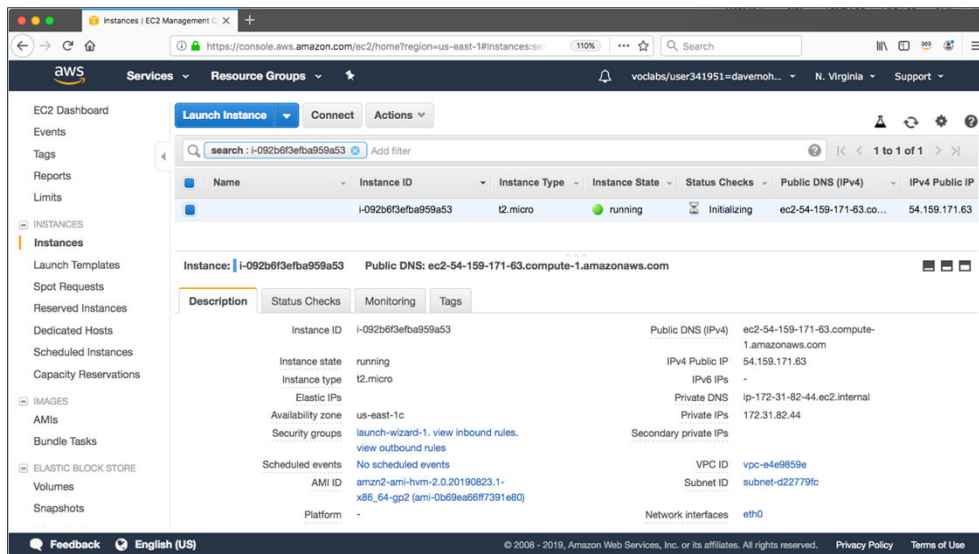 Instances | EC2 Management C
https://console.aws.amazon.com/ec2/home?region=us-east-1#Instances:se
110%
Search
aws
Services
Resource Groups
voclabs/user341951=davemoh...
N. Virginia
Support
EC2 Dashboard
Events
Tags
Reports
Limits
INSTANCES
Instances
Launch Templates
Spot Requests
Reserved Instances
Dedicated Hosts
Scheduled Instances
Capacity Reservations
IMAGES
AMIs
Bundle Tasks
ELASTIC BLOCK STORE
Volumes
Snapshots
Launch Instance
Connect
Actions
search : i-092b6f3efba959a53
Add filter
1 to 1 of 1
Name
Instance ID
Instance Type
Instance State
Status Checks
Public DNS (IPv4)
IPv4 Public IP
i-092b6f3efba959a53
t2.micro
running
Initializing
ec2-54-159-171-63.co...
54.159.171.63
Instance: i-092b6f3efba959a53 Public DNS: ec2-54-159-171-63.compute-1.amazonaws.com
Description
Status Checks
Monitoring
Tags
Instance ID i-092b6f3efba959a53
Instance state running
Instance type t2.micro
Elastic IPs
Availability zone us-east-1c
Security groups launch-wizard-1. view inbound rules.
view outbound rules
Scheduled events No scheduled events
AMI ID amzn2-ami-hvm-2.0.20190823.1-
x86_64-gp2 (ami-0b69ea66ff7391e80)
Platform -
Public DNS (IPv4) ec2-54-159-171-63.compute-
1.amazonaws.com
IPv4 Public IP 54.159.171.63
IPv6 IPs -
Private DNS ip-172-31-82-44.ec2.internal
Private IPs 172.31.82.44
Secondary private IPs
VPC ID vpc-e4e9859e
Subnet ID subnet-d22779fc
Network interfaces eth0
Feedback
English (US)
© 2008 - 2019, Amazon Web Services, Inc. or its affiliates. All rights reserved.
Privacy Policy
Terms of Use